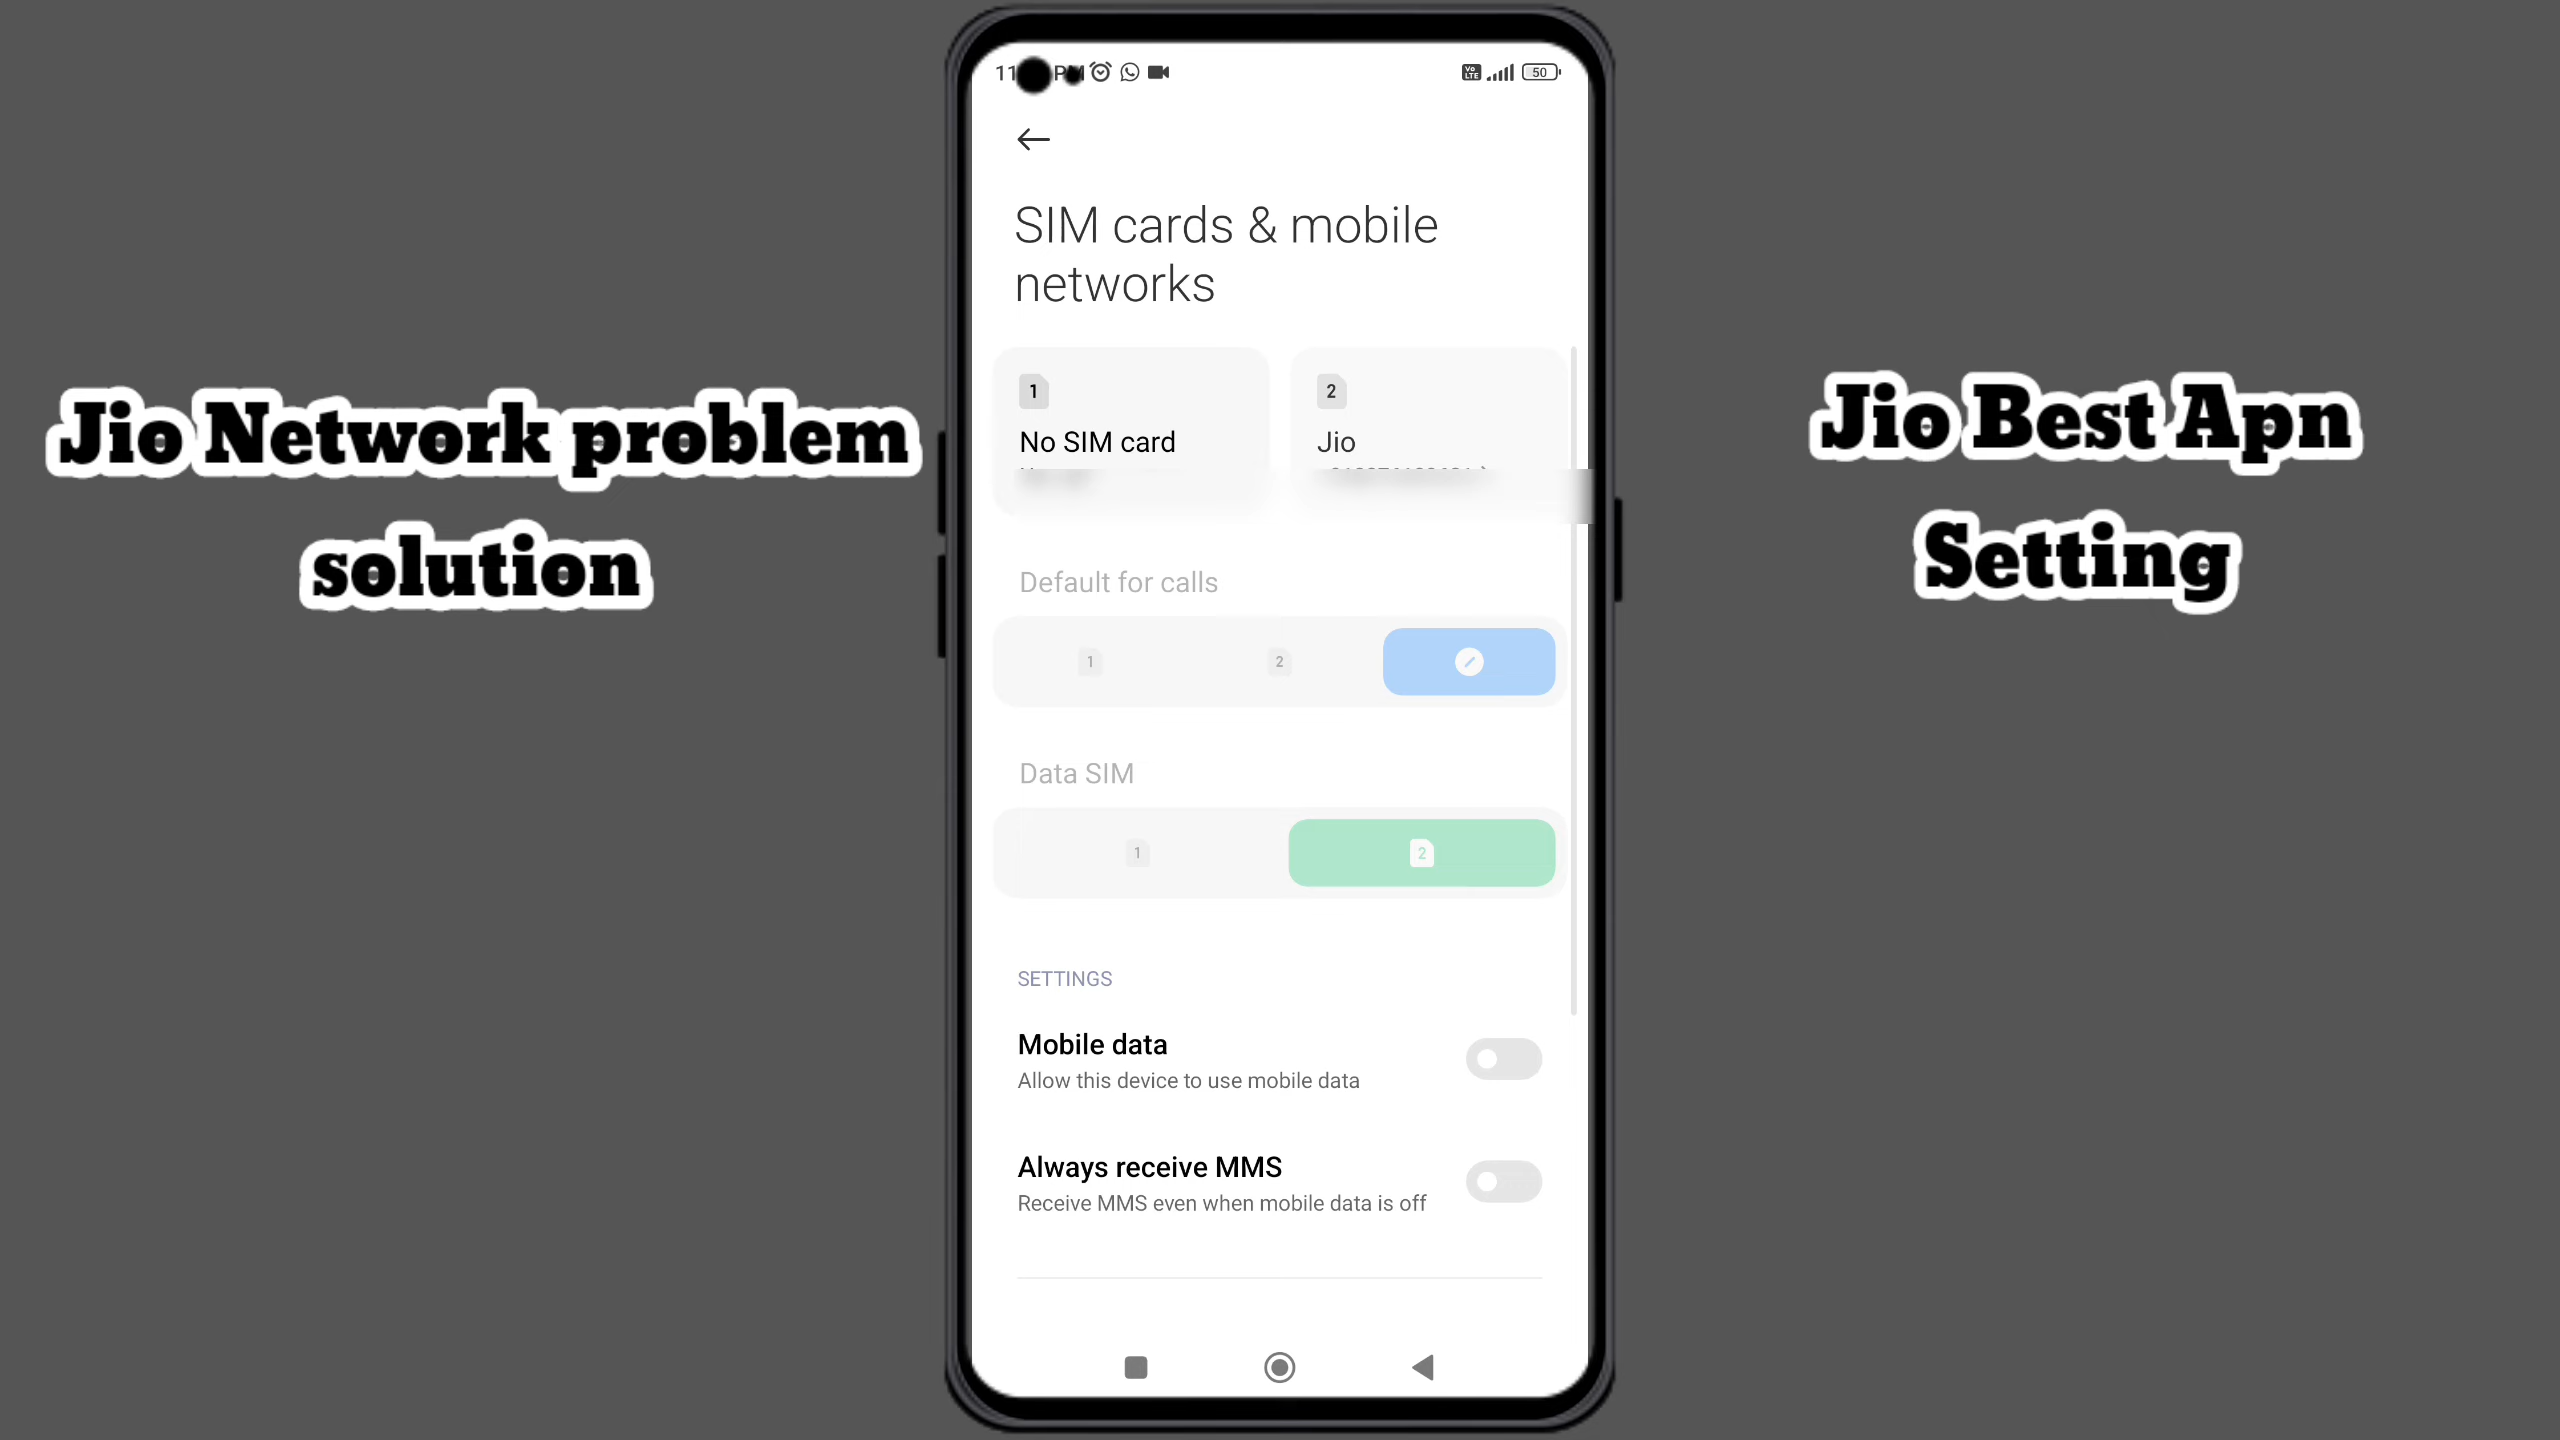 Jio Network problem
solution
Jio Best Apn
Setting
50
SIM cards & mobile
networks
1
2
No SIM card
Jio
Default for calls
1
2
Data SIM
1
2
SETTINGS
Mobile data
Allow this device to use mobile data
Always receive MMS
Receive MMS even when mobile data is off